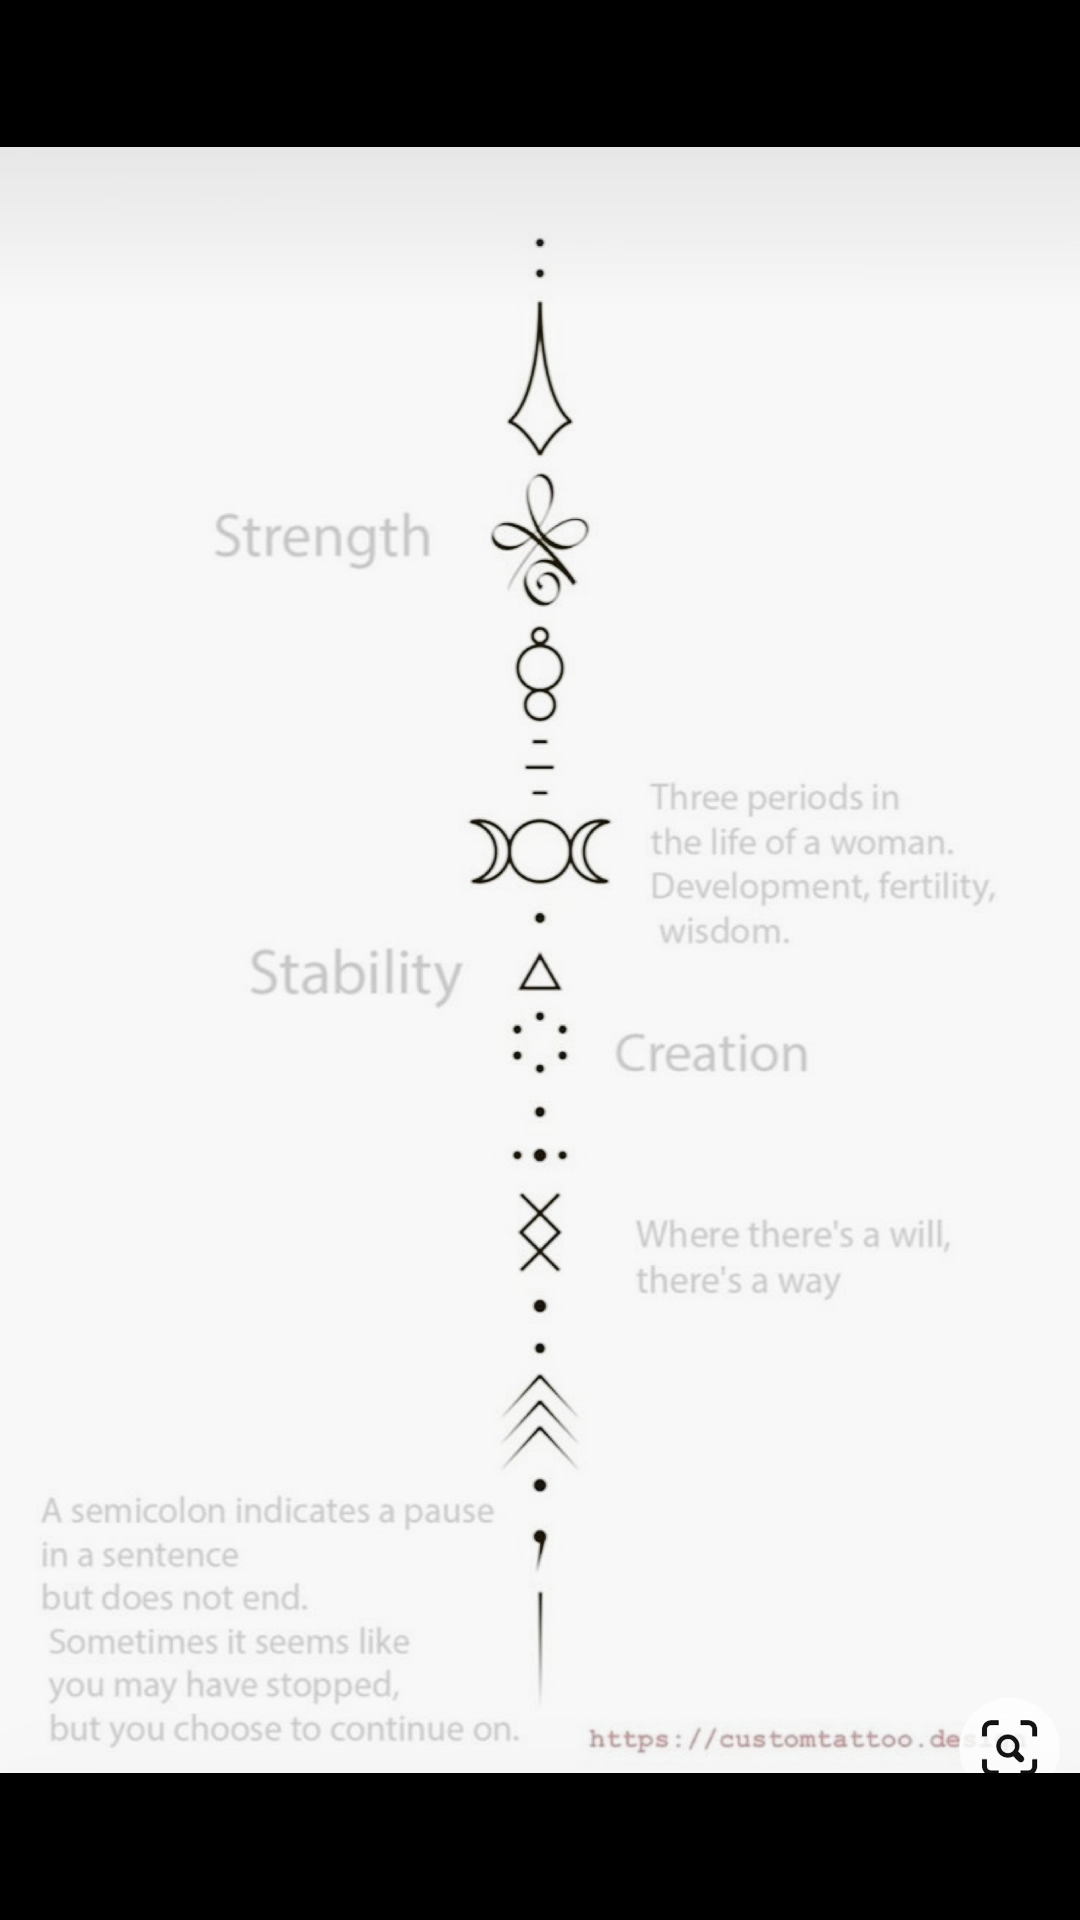 Strength
Three periods in
the life of a woman.
Development, fertility,
wisdom.
Stability
Creation
Where there's a will,
there's a way
A semicolon indicates a pause
in a sentence
but does not end.
Sometimes it seems like
you may have stopped,
but you choose to continue on.
https://customtattoo.des